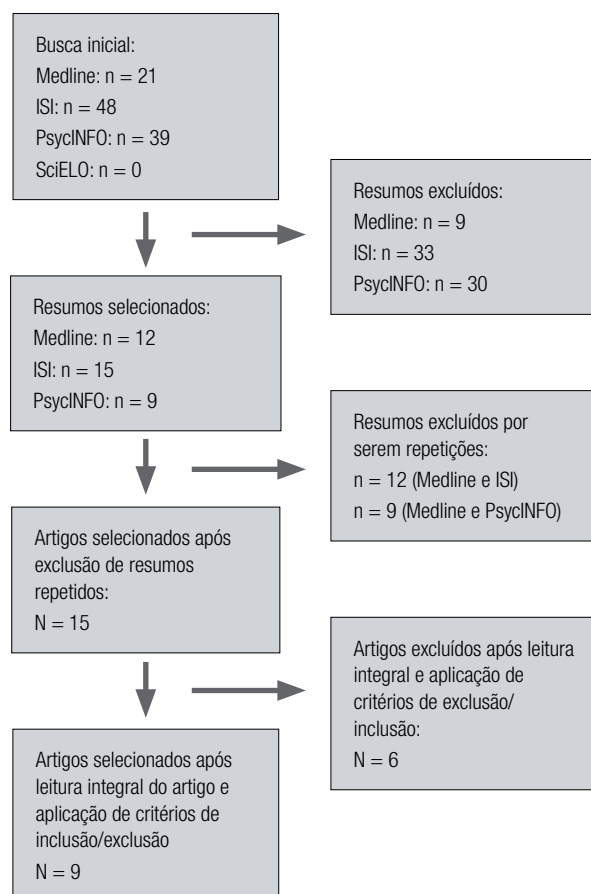 Busca inicial:
Medline: n = 21
ISI: n = 48
PsycINFO: n = 39
SciELO: n = 0
Resumos excluídos:
Medline: n = 9
ISI: n = 33
PsycINFO: n = 30
Resumos selecionados:
Medline: n = 12
ISI: n = 15
PsycINFO: n = 9
Resumos excluídos por
serem repetições:
n = 12 (Medline e ISI)
n = 9 (Medline e PsycINFO)
Artigos selecionados após
exclusão de resumos
repetidos:
N = 15
Artigos excluídos após leitura
integral e aplicação de
critérios de exclusão/
inclusão:
N = 6
Artigos selecionados após
leitura integral do artigo e
aplicação de critérios de
inclusão/exclusão
N = 9